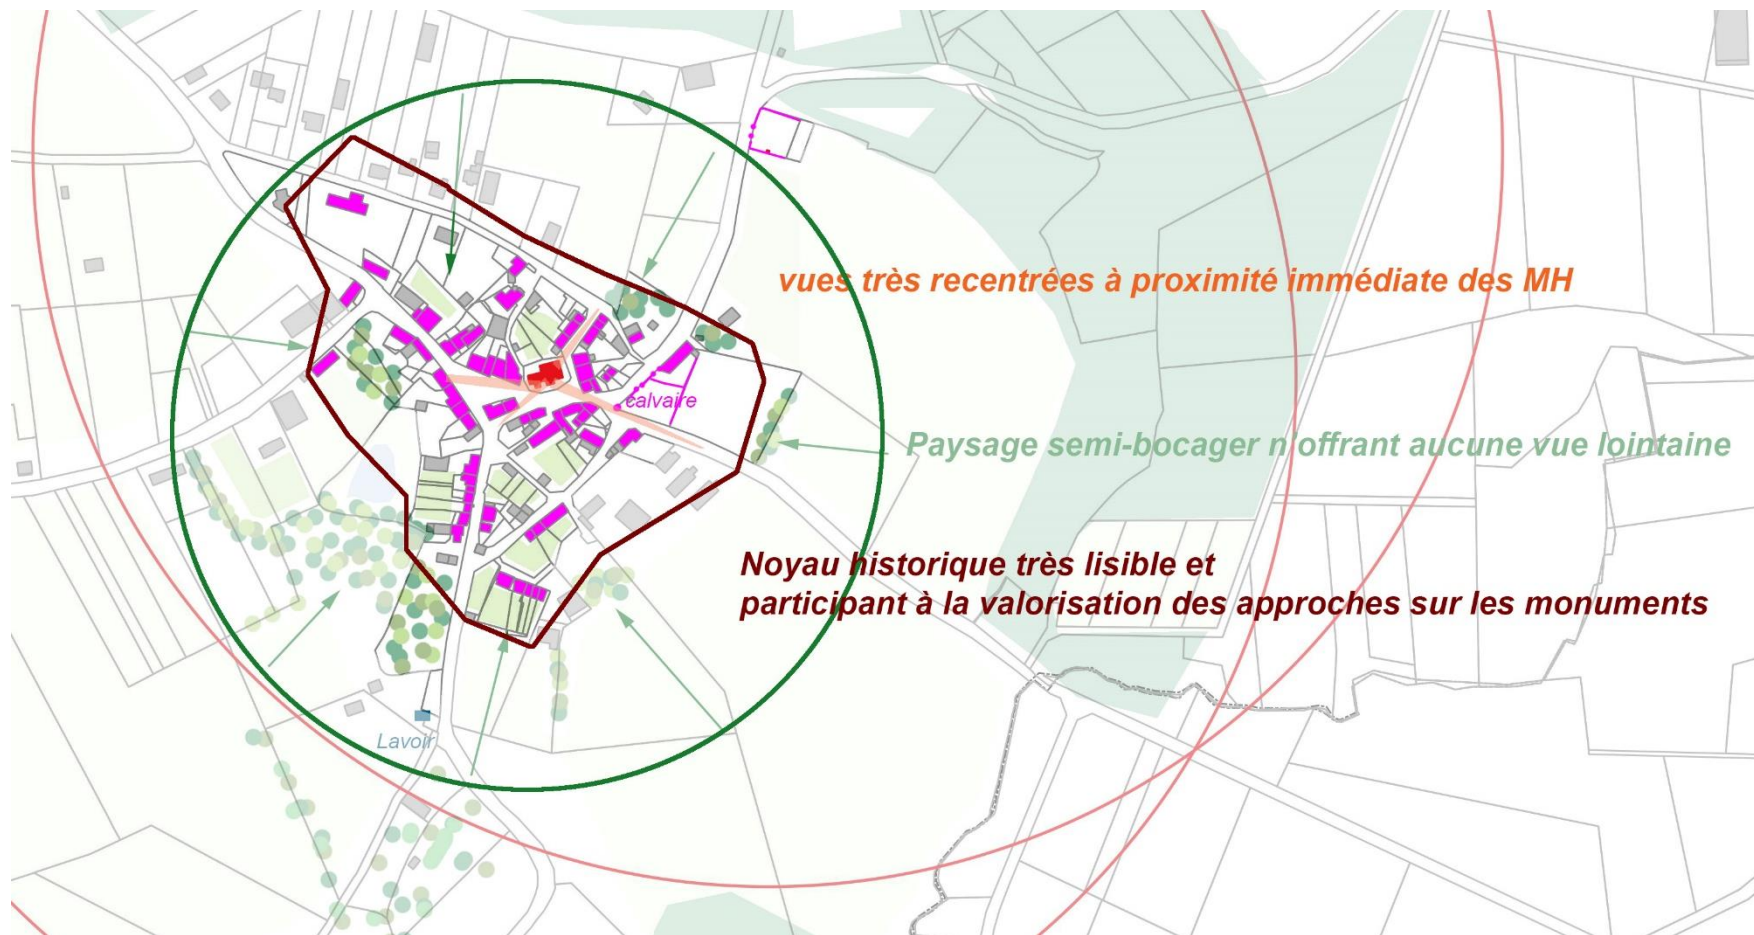 vues très recentrées à proximité immédiate des MH
calvaire
Paysage semi-bocager n'offrant aucune vue lointaine
Noyau historique très lisible et
participant à la valorisation des approches sur les monuments
Lavoir